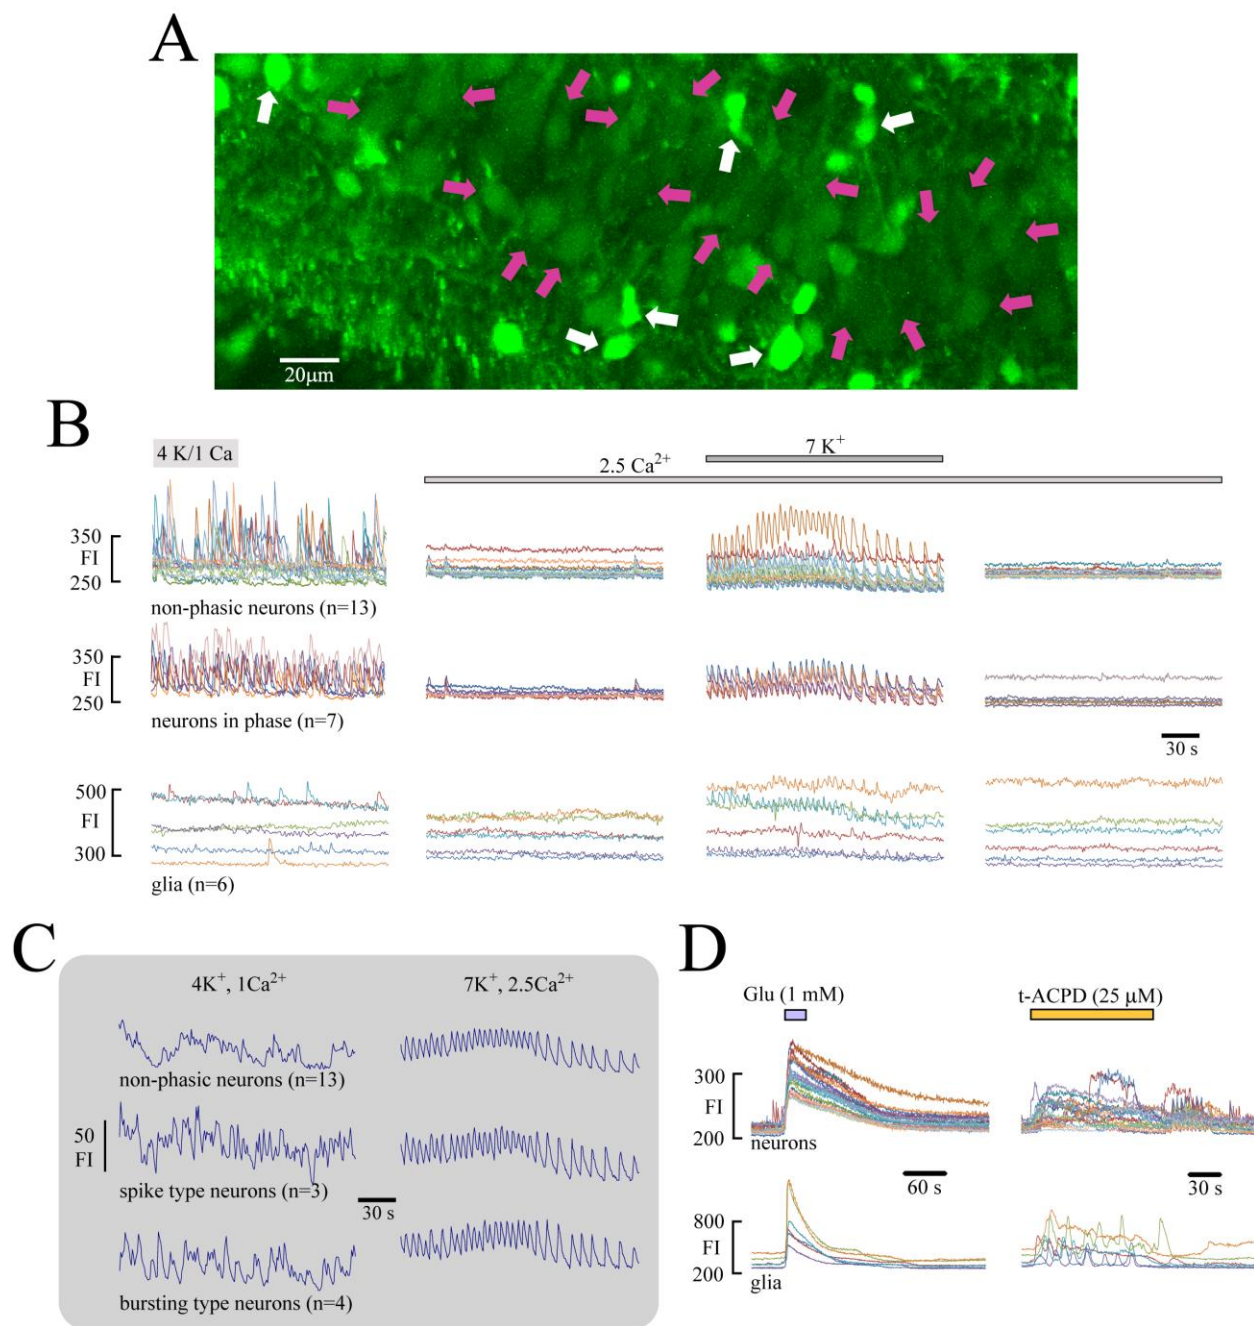 A
20μm
B
4 K/1 Ca
7 K⁺
2.5 Ca²⁺
350
FI
250
non-phasic neurons (n=13)
350
FI
250
neurons in phase (n=7)
30 s
500
FI
300
glia (n=6)
C
4K⁺, 1Ca²⁺
7K⁺, 2.5Ca²⁺
non-phasic neurons (n=13)
50
FI
spike type neurons (n=3)
30 s
bursting type neurons (n=4)
D
Glu (1 mM)
t-ACPD (25 μM)
300
FI
200
neurons
60 s
30 s
800
FI
200
glia